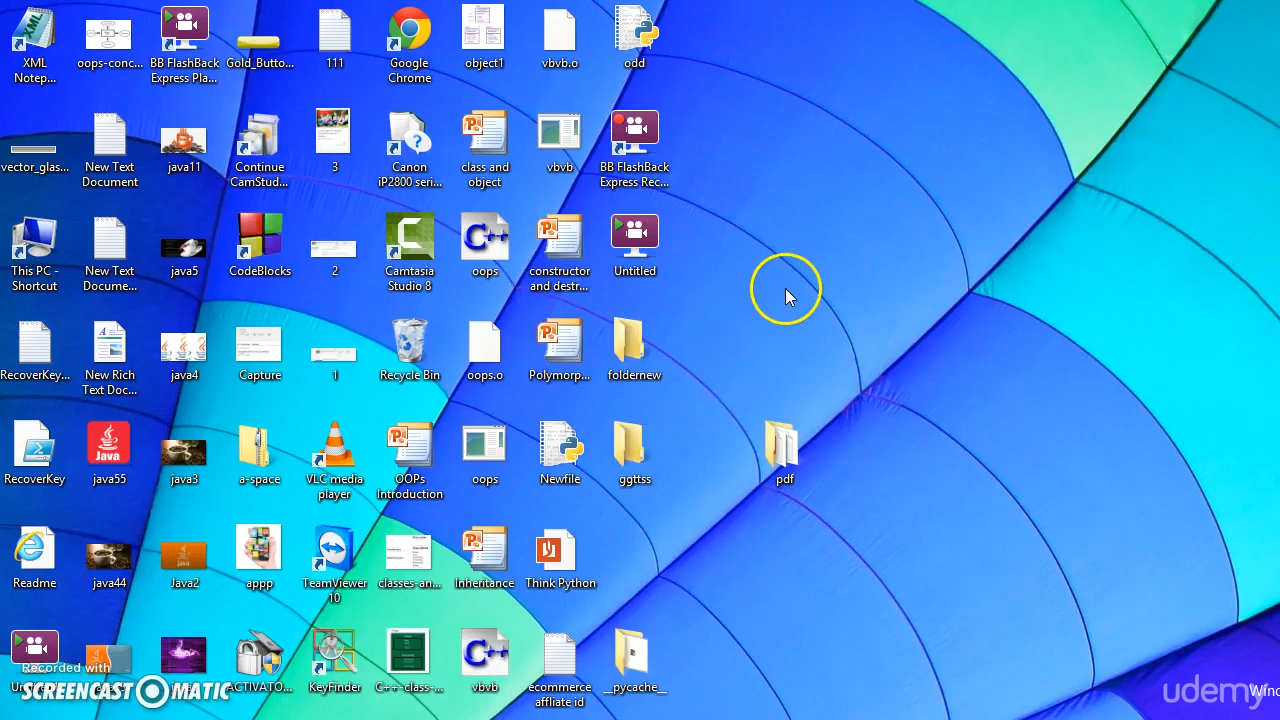 XML
Notep...
oops-conc...
BB FlashBack
Express Pla...
Gold_Butto...
111
Google
Chrome
object1
vbvb.o
odd
vector_glas...
New Text
Document
java11
Continue
CamStud...
3
Canon
iP2800 seri...
class and
object
vbvb
BB FlashBack
Express Rec...
This PC -
Shortcut
New Text
Docume...
java5
CodeBlocks
2
Camtasia
Studio 8
C++
oops
constructor
and destr...
Untitled
RecoverKey...
New Rich
Text Doc...
java4
Capture
1
Recycle Bin
oops.o
Polymorp...
foldernew
RecoverKey
Java
java55
java3
a-space
VLC media
player
OOPs
Introduction
oops
Newfile
ggttss
pdf
Readme
java44
Java2
appp
TeamViewer
10
classes-an...
Inheritance
Think Python
Recorded with
SCREENCAST MATIC
ACTIVATO...
KeyFinder
C++-class-...
C++
vbvb
ecommerce
affliate id
__pycache__
udemy
Winc